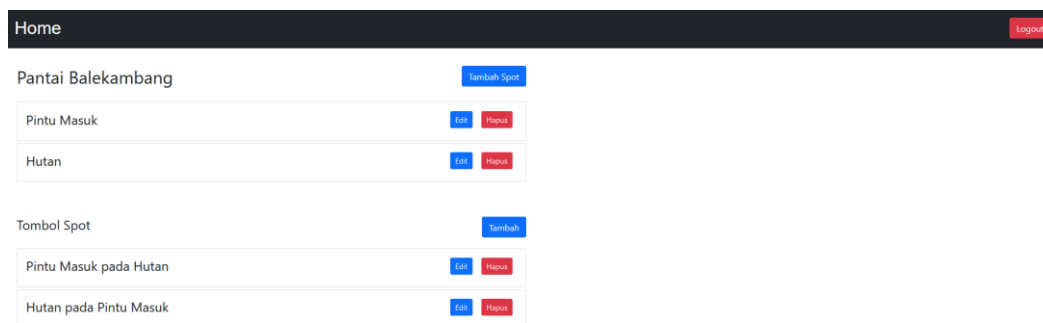 Home Logout
Pantai Balekambang Tambah Spot
Pintu Masuk Edit Hapus
Hutan Edit Hapus
Tombol Spot Tambah
Pintu Masuk pada Hutan Edit Hapus
Hutan pada Pintu Masuk Edit Hapus